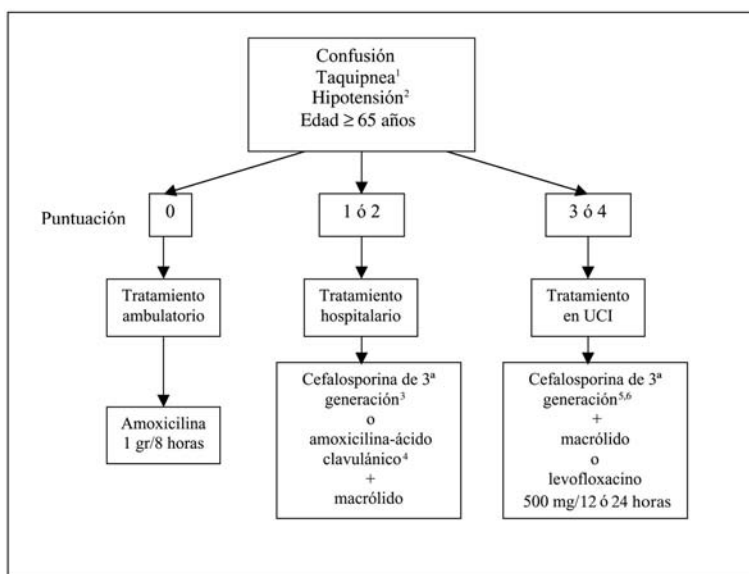 Confusión
Taquipnea¹
Hipotensión²
Edad ≥ 65 años
Puntuación
0
1 ó 2
3 ó 4
Tratamiento
ambulatorio
Tratamiento
hospitalario
Tratamiento
en UCI
Amoxicilina
1 gr/8 horas
Cefalosporina de 3ª
generación³
o
amoxicilina-ácido
clavulánico⁴
+
macrólido
Cefalosporina de 3ª
generación⁵,⁶
+
macrólido
o
levofloxacino
500 mg/12 ó 24 horas